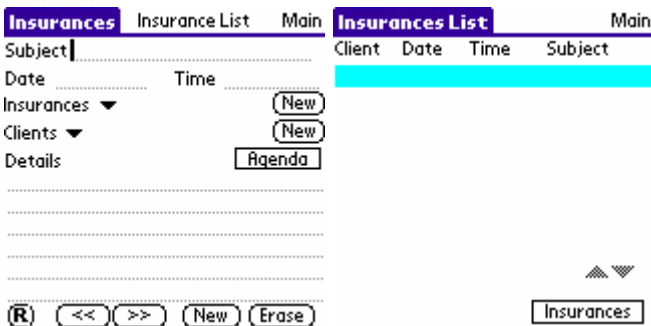 Insurances Insurance List Main
Subject
Date Time
Insurances New
Clients New
Details Agenda
R << >> New Erase
Insurances List Main
Client Date Time Subject
Insurances